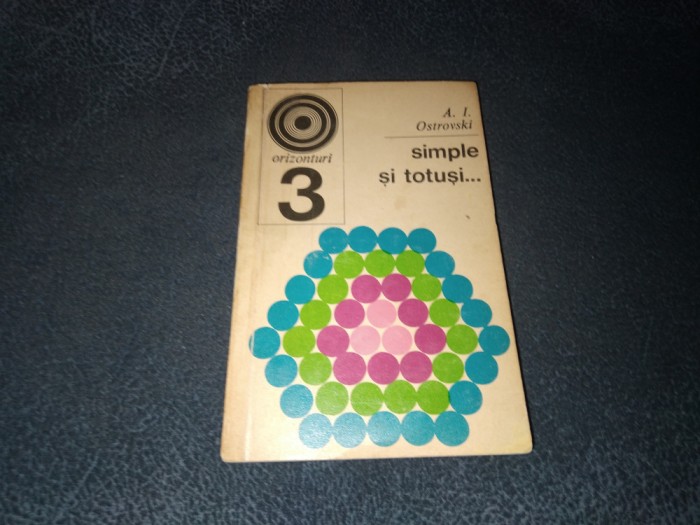 orizonturi
3
A. I.
Ostrovski
simple
și totuși...